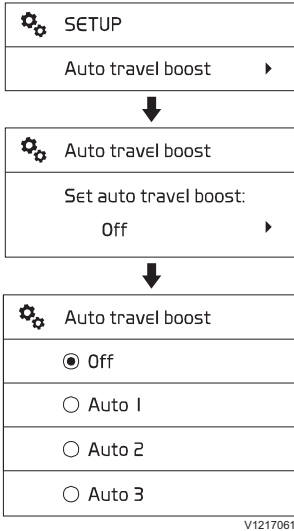 SETUP
Auto travel boost
Auto travel boost
Set auto travel boost:
Off
Auto travel boost
Off
Auto 1
Auto 2
Auto 3
V1217061